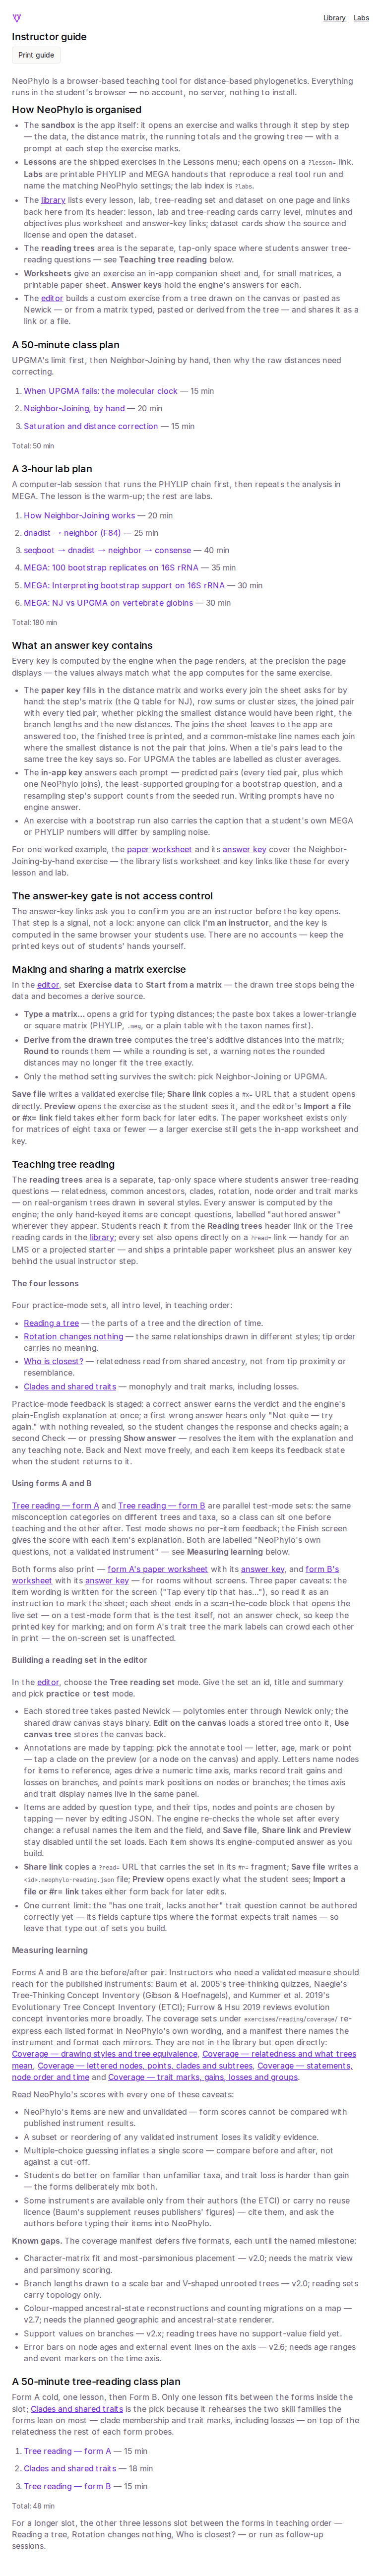 Library Labs
Instructor guide
Print guide
NeoPhylo is a browser-based teaching tool for distance-based phylogenetics. Everything
runs in the student's browser — no account, no server, nothing to install.
How NeoPhylo is organised
• The sandbox is the app itself: it opens an exercise and walks through it step by step
— the data, the distance matrix, the running totals and the growing tree — with a
prompt at each step the exercise marks.
• Lessons are the shipped exercises in the Lessons menu; each opens on a ?lesson= link.
Labs are printable PHYLIP and MEGA handouts that reproduce a real tool run and
name the matching NeoPhylo settings; the lab index is ?labs.
• The library lists every lesson, lab, tree-reading set and dataset on one page and links
back here from its header: lesson, lab and tree-reading cards carry level, minutes and
objectives plus worksheet and answer-key links; dataset cards show the source and
license and open the dataset.
• The reading trees area is the separate, tap-only space where students answer tree-
reading questions — see Teaching tree reading below.
• Worksheets give an exercise an in-app companion sheet and, for small matrices, a
printable paper sheet. Answer keys hold the engine's answers for each.
• The editor builds a custom exercise from a tree drawn on the canvas or pasted as
Newick — or from a matrix typed, pasted or derived from the tree — and shares it as a
link or a file.
A 50-minute class plan
UPGMA's limit first, then Neighbor-Joining by hand, then why the raw distances need
correcting.
1. When UPGMA fails: the molecular clock — 15 min
2. Neighbor-Joining, by hand — 20 min
3. Saturation and distance correction — 15 min
Total: 50 min
A 3-hour lab plan
A computer-lab session that runs the PHYLIP chain first, then repeats the analysis in
MEGA. The lesson is the warm-up; the rest are labs.
1. How Neighbor-Joining works — 20 min
2. dnadist → neighbor (F84) — 25 min
3. seqboot → dnadist → neighbor → consense — 40 min
4. MEGA: 100 bootstrap replicates on 16S rRNA — 35 min
5. MEGA: Interpreting bootstrap support on 16S rRNA — 30 min
6. MEGA: NJ vs UPGMA on vertebrate globins — 30 min
Total: 180 min
What an answer key contains
Every key is computed by the engine when the page renders, at the precision the page
displays — the values always match what the app computes for the same exercise.
• The paper key fills in the distance matrix and works every join the sheet asks for by
hand: the step's matrix (the Q table for NJ), row sums or cluster sizes, the joined pair
with every tied pair, whether picking the smallest distance would have been right, the
branch lengths and the new distances. The joins the sheet leaves to the app are
answered too, the finished tree is printed, and a common-mistake line names each join
where the smallest distance is not the pair that joins. When a tie's pairs lead to the
same tree the key says so. For UPGMA the tables are labelled as cluster averages.
• The in-app key answers each prompt — predicted pairs (every tied pair, plus which
one NeoPhylo joins), the least-supported grouping for a bootstrap question, and a
resampling step's support counts from the seeded run. Writing prompts have no
engine answer.
• An exercise with a bootstrap run also carries the caption that a student's own MEGA
or PHYLIP numbers will differ by sampling noise.
For one worked example, the paper worksheet and its answer key cover the Neighbor-
Joining-by-hand exercise — the library lists worksheet and key links like these for every
lesson and lab.
The answer-key gate is not access control
The answer-key links ask you to confirm you are an instructor before the key opens.
That step is a signal, not a lock: anyone can click I'm an instructor, and the key is
computed in the same browser your students use. There are no accounts — keep the
printed keys out of students' hands yourself.
Making and sharing a matrix exercise
In the editor, set Exercise data to Start from a matrix — the drawn tree stops being the
data and becomes a derive source.
• Type a matrix… opens a grid for typing distances; the paste box takes a lower-triangle
or square matrix (PHYLIP, .meg, or a plain table with the taxon names first).
• Derive from the drawn tree computes the tree's additive distances into the matrix;
Round to rounds them — while a rounding is set, a warning notes the rounded
distances may no longer fit the tree exactly.
• Only the method setting survives the switch: pick Neighbor-Joining or UPGMA.
Save file writes a validated exercise file; Share link copies a #x= URL that a student opens
directly. Preview opens the exercise as the student sees it, and the editor's Import a file
or #x= link field takes either form back for later edits. The paper worksheet exists only
for matrices of eight taxa or fewer — a larger exercise still gets the in-app worksheet and
key.
Teaching tree reading
The reading trees area is a separate, tap-only space where students answer tree-reading
questions — relatedness, common ancestors, clades, rotation, node order and trait marks
— on real-organism trees drawn in several styles. Every answer is computed by the
engine; the only hand-keyed items are concept questions, labelled "authored answer"
wherever they appear. Students reach it from the Reading trees header link or the Tree
reading cards in the library; every set also opens directly on a ?read= link — handy for an
LMS or a projected starter — and ships a printable paper worksheet plus an answer key
behind the usual instructor step.
The four lessons
Four practice-mode sets, all intro level, in teaching order:
• Reading a tree — the parts of a tree and the direction of time.
• Rotation changes nothing — the same relationships drawn in different styles; tip order
carries no meaning.
• Who is closest? — relatedness read from shared ancestry, not from tip proximity or
resemblance.
• Clades and shared traits — monophyly and trait marks, including losses.
Practice-mode feedback is staged: a correct answer earns the verdict and the engine's
plain-English explanation at once; a first wrong answer hears only "Not quite — try
again." with nothing revealed, so the student changes the response and checks again; a
second Check — or pressing Show answer — resolves the item with the explanation and
any teaching note. Back and Next move freely, and each item keeps its feedback state
when the student returns to it.
Using forms A and B
Tree reading — form A and Tree reading — form B are parallel test-mode sets: the same
misconception categories on different trees and taxa, so a class can sit one before
teaching and the other after. Test mode shows no per-item feedback; the Finish screen
gives the score with each item's explanation. Both are labelled "NeoPhylo's own
questions, not a validated instrument" — see Measuring learning below.
Both forms also print — form A's paper worksheet with its answer key, and form B's
worksheet with its answer key — for rooms without screens. Three paper caveats: the
item wording is written for the screen ("Tap every tip that has…"), so read it as an
instruction to mark the sheet; each sheet ends in a scan-the-code block that opens the
live set — on a test-mode form that is the test itself, not an answer check, so keep the
printed key for marking; and on form A's trait tree the mark labels can crowd each other
in print — the on-screen set is unaffected.
Building a reading set in the editor
In the editor, choose the Tree reading set mode. Give the set an id, title and summary
and pick practice or test mode.
• Each stored tree takes pasted Newick — polytomies enter through Newick only; the
shared draw canvas stays binary. Edit on the canvas loads a stored tree onto it, Use
canvas tree stores the canvas back.
• Annotations are made by tapping: pick the annotate tool — letter, age, mark or point
— tap a clade on the preview (or a node on the canvas) and apply. Letters name nodes
for items to reference, ages drive a numeric time axis, marks record trait gains and
losses on branches, and points mark positions on nodes or branches; the times axis
and trait display names live in the same panel.
• Items are added by question type, and their tips, nodes and points are chosen by
tapping — never by editing JSON. The engine re-checks the whole set after every
change: a refusal names the item and the field, and Save file, Share link and Preview
stay disabled until the set loads. Each item shows its engine-computed answer as you
build.
• Share link copies a ?read= URL that carries the set in its #r= fragment; Save file writes a
<id>.neophylo-reading.json file; Preview opens exactly what the student sees; Import a
file or #r= link takes either form back for later edits.
• One current limit: the "has one trait, lacks another" trait question cannot be authored
correctly yet — its fields capture tips where the format expects trait names — so
leave that type out of sets you build.
Measuring learning
Forms A and B are the before/after pair. Instructors who need a validated measure should
reach for the published instruments: Baum et al. 2005's tree-thinking quizzes, Naegle's
Tree-Thinking Concept Inventory (Gibson & Hoefnagels), and Kummer et al. 2019's
Evolutionary Tree Concept Inventory (ETCI); Furrow & Hsu 2019 reviews evolution
concept inventories more broadly. The coverage sets under exercises/reading/coverage/ re-
express each listed format in NeoPhylo's own wording, and a manifest there names the
instrument and format each mirrors. They are not in the library but open directly:
Coverage — drawing styles and tree equivalence, Coverage — relatedness and what trees
mean, Coverage — lettered nodes, points, clades and subtrees, Coverage — statements,
node order and time and Coverage — trait marks, gains, losses and groups.
Read NeoPhylo's scores with every one of these caveats:
• NeoPhylo's items are new and unvalidated — form scores cannot be compared with
published instrument results.
• A subset or reordering of any validated instrument loses its validity evidence.
• Multiple-choice guessing inflates a single score — compare before and after, not
against a cut-off.
• Students do better on familiar than unfamiliar taxa, and trait loss is harder than gain
— the forms deliberately mix both.
• Some instruments are available only from their authors (the ETCI) or carry no reuse
licence (Baum's supplement reuses publishers' figures) — cite them, and ask the
authors before typing their items into NeoPhylo.
Known gaps. The coverage manifest defers five formats, each until the named milestone:
• Character-matrix fit and most-parsimonious placement — v2.0; needs the matrix view
and parsimony scoring.
• Branch lengths drawn to a scale bar and V-shaped unrooted trees — v2.0; reading sets
carry topology only.
• Colour-mapped ancestral-state reconstructions and counting migrations on a map —
v2.7; needs the planned geographic and ancestral-state renderer.
• Support values on branches — v2.x; reading trees have no support-value field yet.
• Error bars on node ages and external event lines on the axis — v2.6; needs age ranges
and event markers on the time axis.
A 50-minute tree-reading class plan
Form A cold, one lesson, then Form B. Only one lesson fits between the forms inside the
slot; Clades and shared traits is the pick because it rehearses the two skill families the
forms lean on most — clade membership and trait marks, including losses — on top of the
relatedness the rest of each form probes.
1. Tree reading — form A — 15 min
2. Clades and shared traits — 18 min
3. Tree reading — form B — 15 min
Total: 48 min
For a longer slot, the other three lessons slot between the forms in teaching order —
Reading a tree, Rotation changes nothing, Who is closest? — or run as follow-up
sessions.